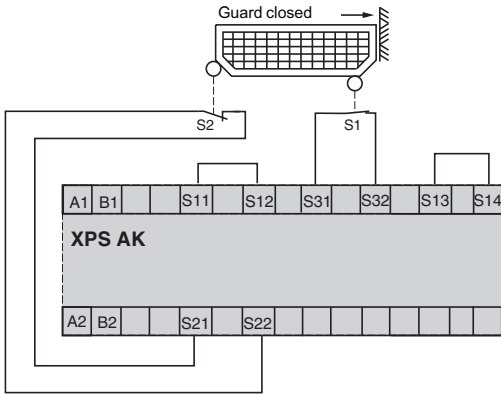 Guard closed
S2
S1
A1 B1 S11 S12 S31 S32 S13 S14
XPS AK
A2 B2 S21 S22